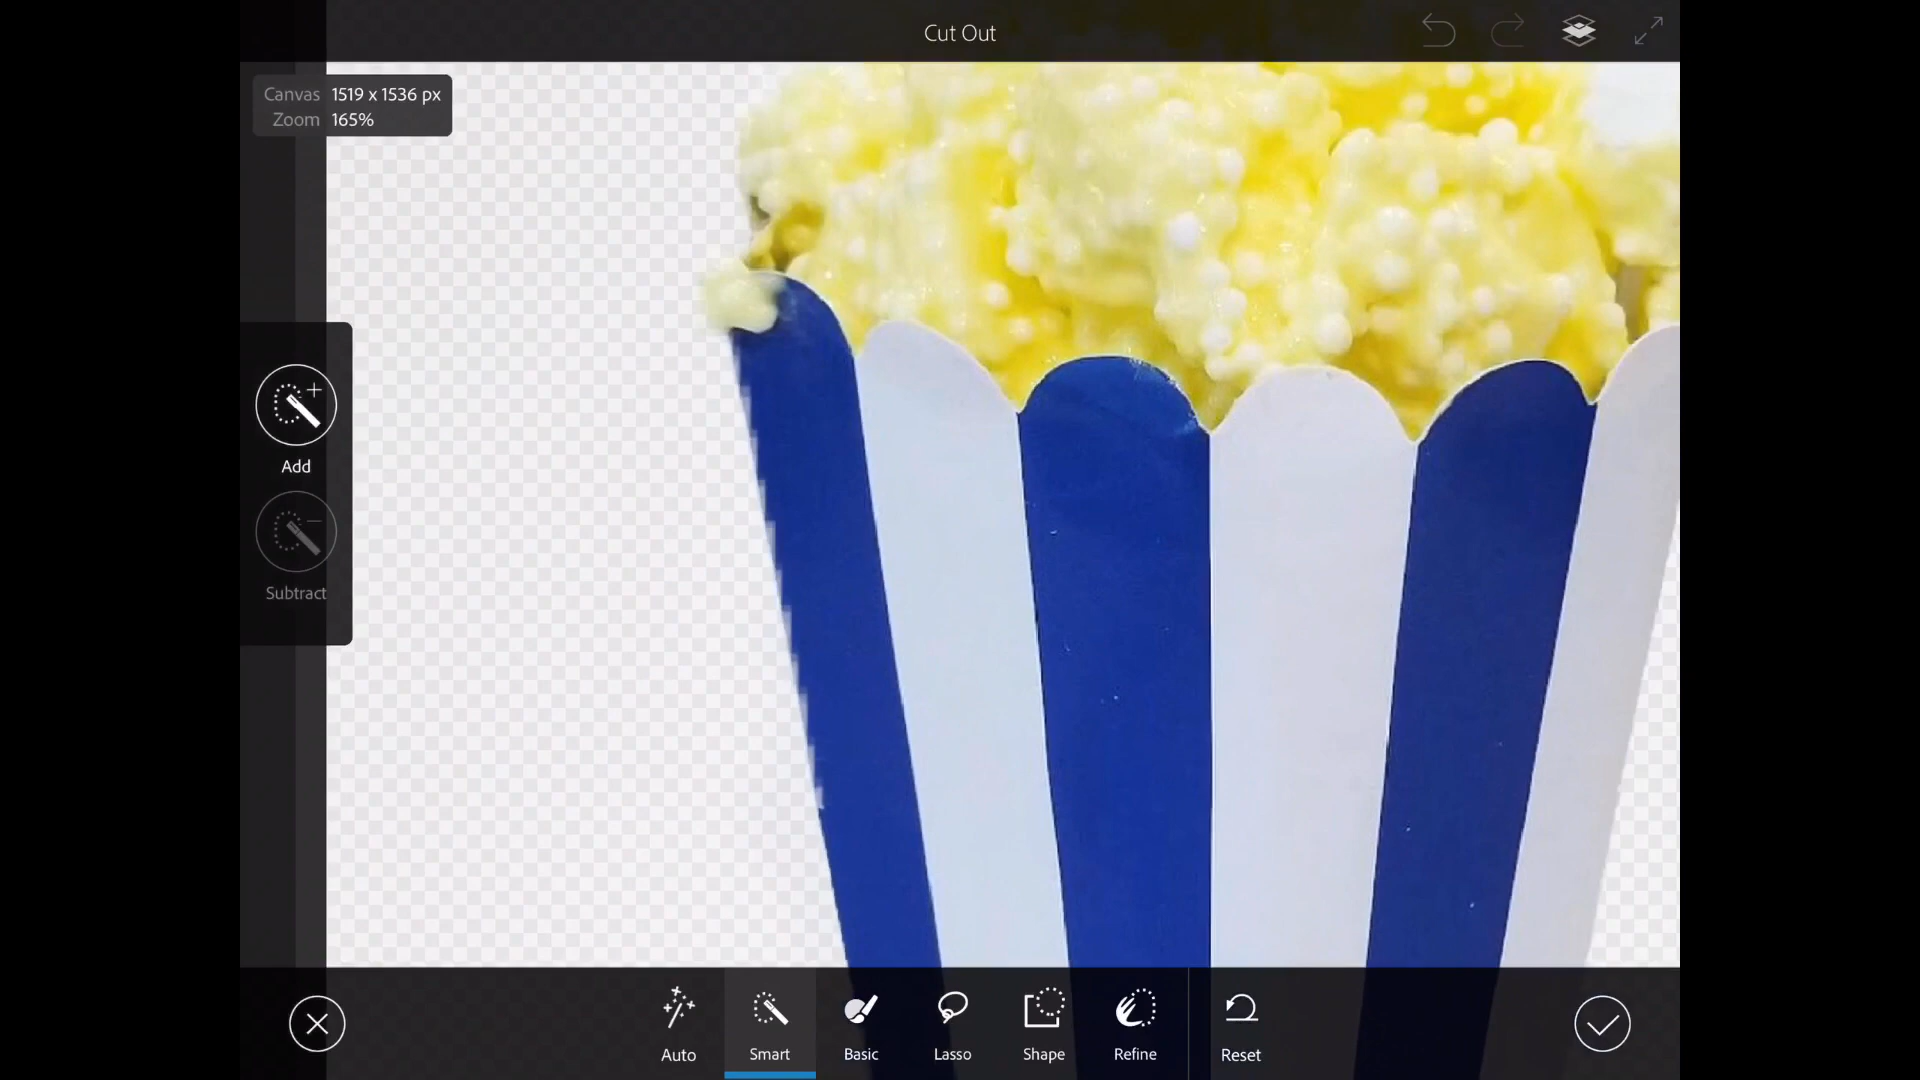 Cut Out
Canvas 1519 x 1536 px
Zoom 165%
Add
Subtract
Auto
Smart
Basic
Lasso
Shape
Refine
Reset